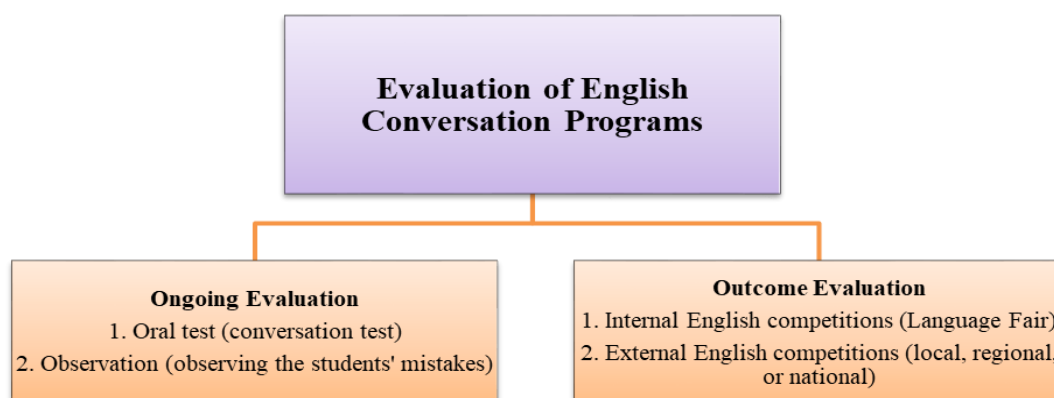 Evaluation of English
Conversation Programs
Ongoing Evaluation
1. Oral test (conversation test)
2. Observation (observing the students' mistakes)
Outcome Evaluation
1. Internal English competitions (Language Fair)
2. External English competitions (local, regional,
or national)